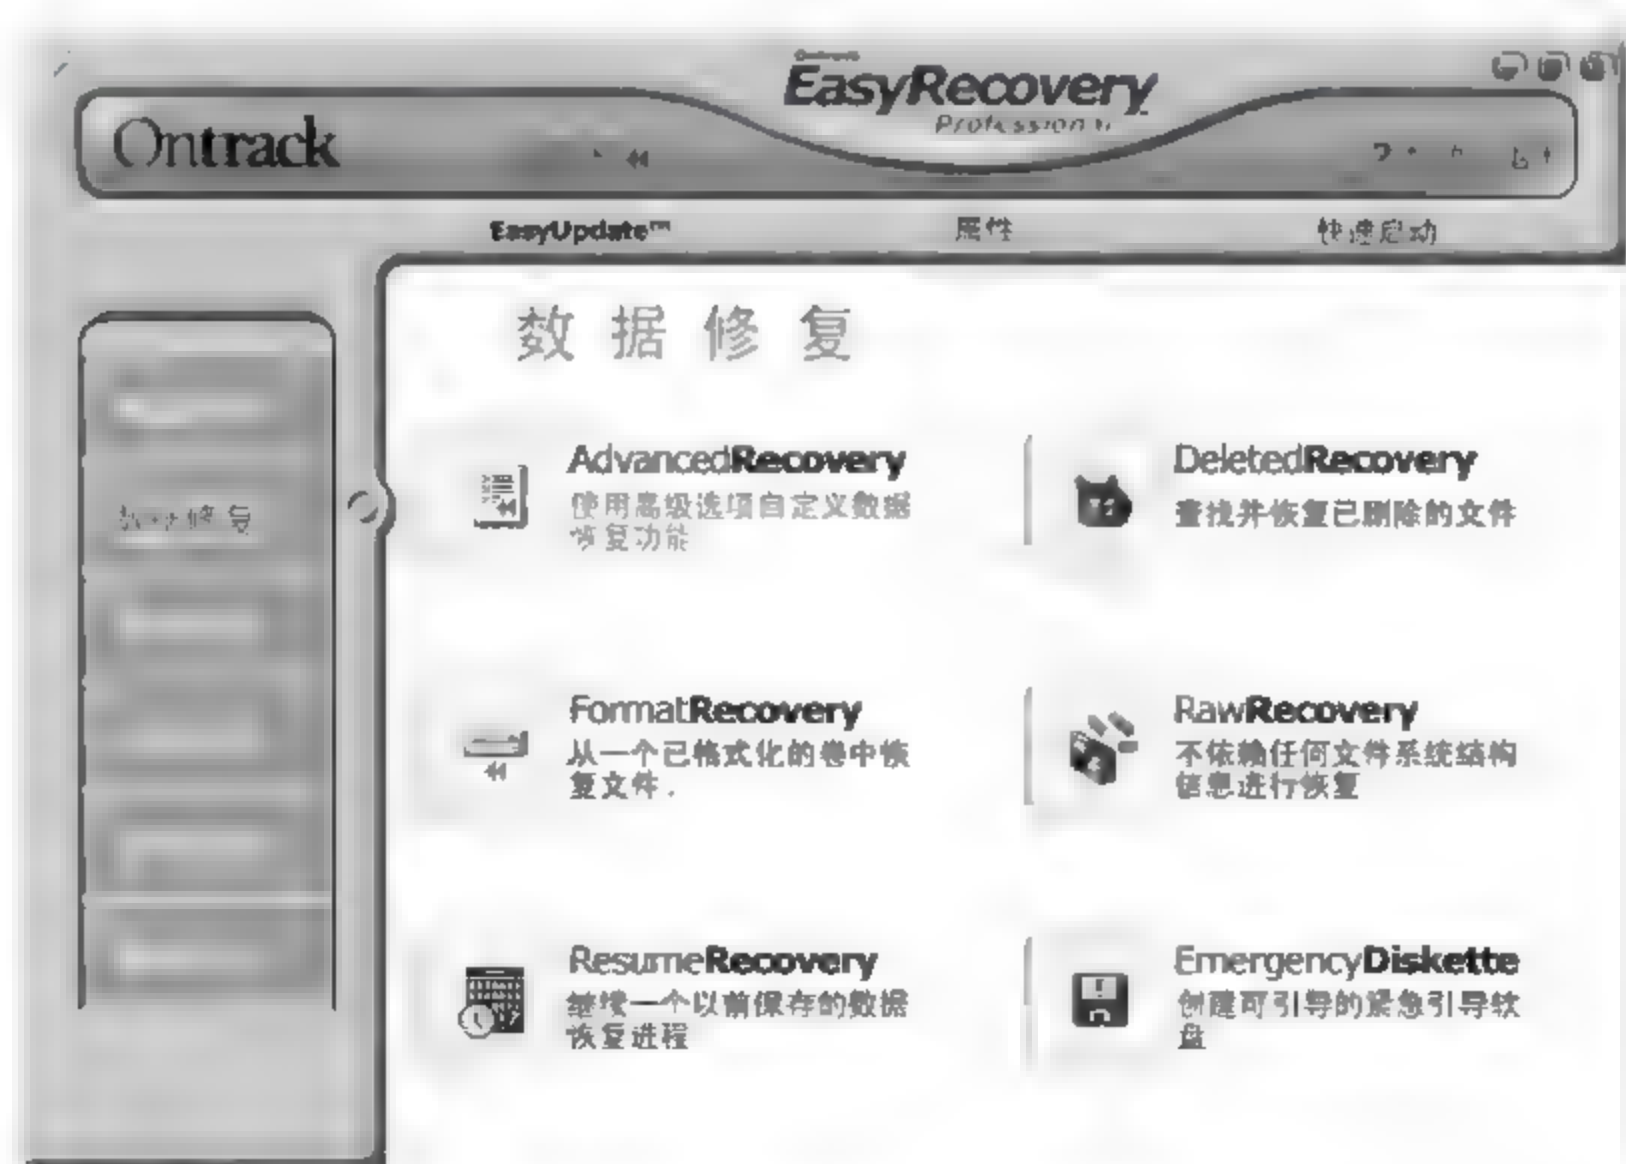 EasyRecovery
Professional
Ontrack
EasyUpdate™ 属性 快速启动
数据修复
AdvancedRecovery
使用高级选项自定义数据
恢复功能
DeletedRecovery
查找并恢复已删除的文件
修复
FormatRecovery
从一个已格式化的卷中恢
复文件.
RawRecovery
不依赖任何文件系统结构
信息进行恢复
ResumeRecovery
继续一个以前保存的数据
恢复进程
EmergencyDiskette
创建可引导的紧急引导软
盘